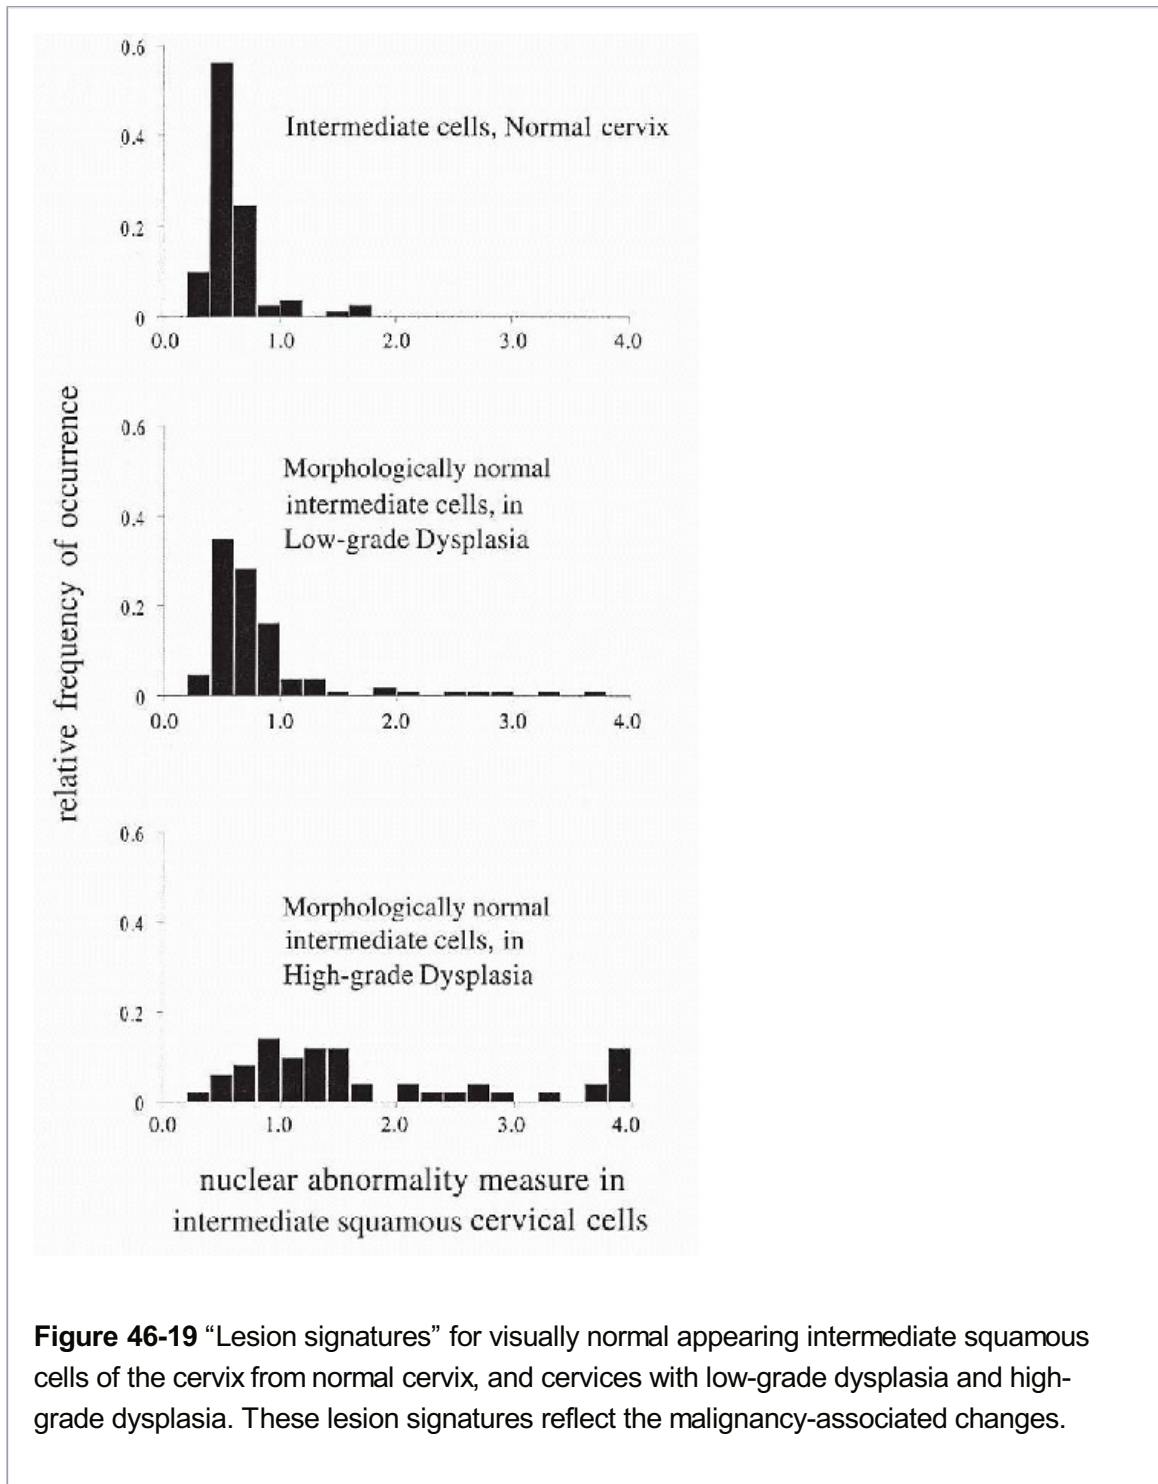 0.6
Intermediate cells, Normal cervix
0.4
0.2
0
0.0 1.0 2.0 3.0 4.0
relative frequency of occurrence
0.6
Morphologically normal
intermediate cells, in
Low-grade Dysplasia
0.4
0.2
0
0.0 1.0 2.0 3.0 4.0
0.6
Morphologically normal
intermediate cells, in
High-grade Dysplasia
0.4
0.2
0
0.0 1.0 2.0 3.0 4.0
nuclear abnormality measure in
intermediate squamous cervical cells
Figure 46-19 “Lesion signatures” for visually normal appearing intermediate squamous
cells of the cervix from normal cervix, and cervices with low-grade dysplasia and high-
grade dysplasia. These lesion signatures reflect the malignancy-associated changes.